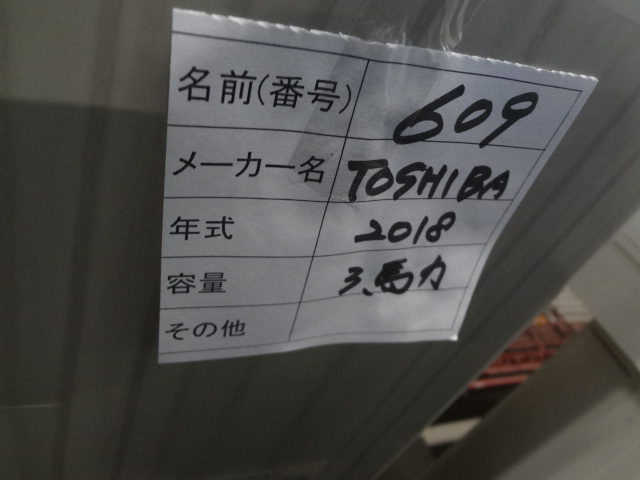 名前(番号) 609
メーカー名 TOSHIBA
年式 2018
容量 3、馬力
その他